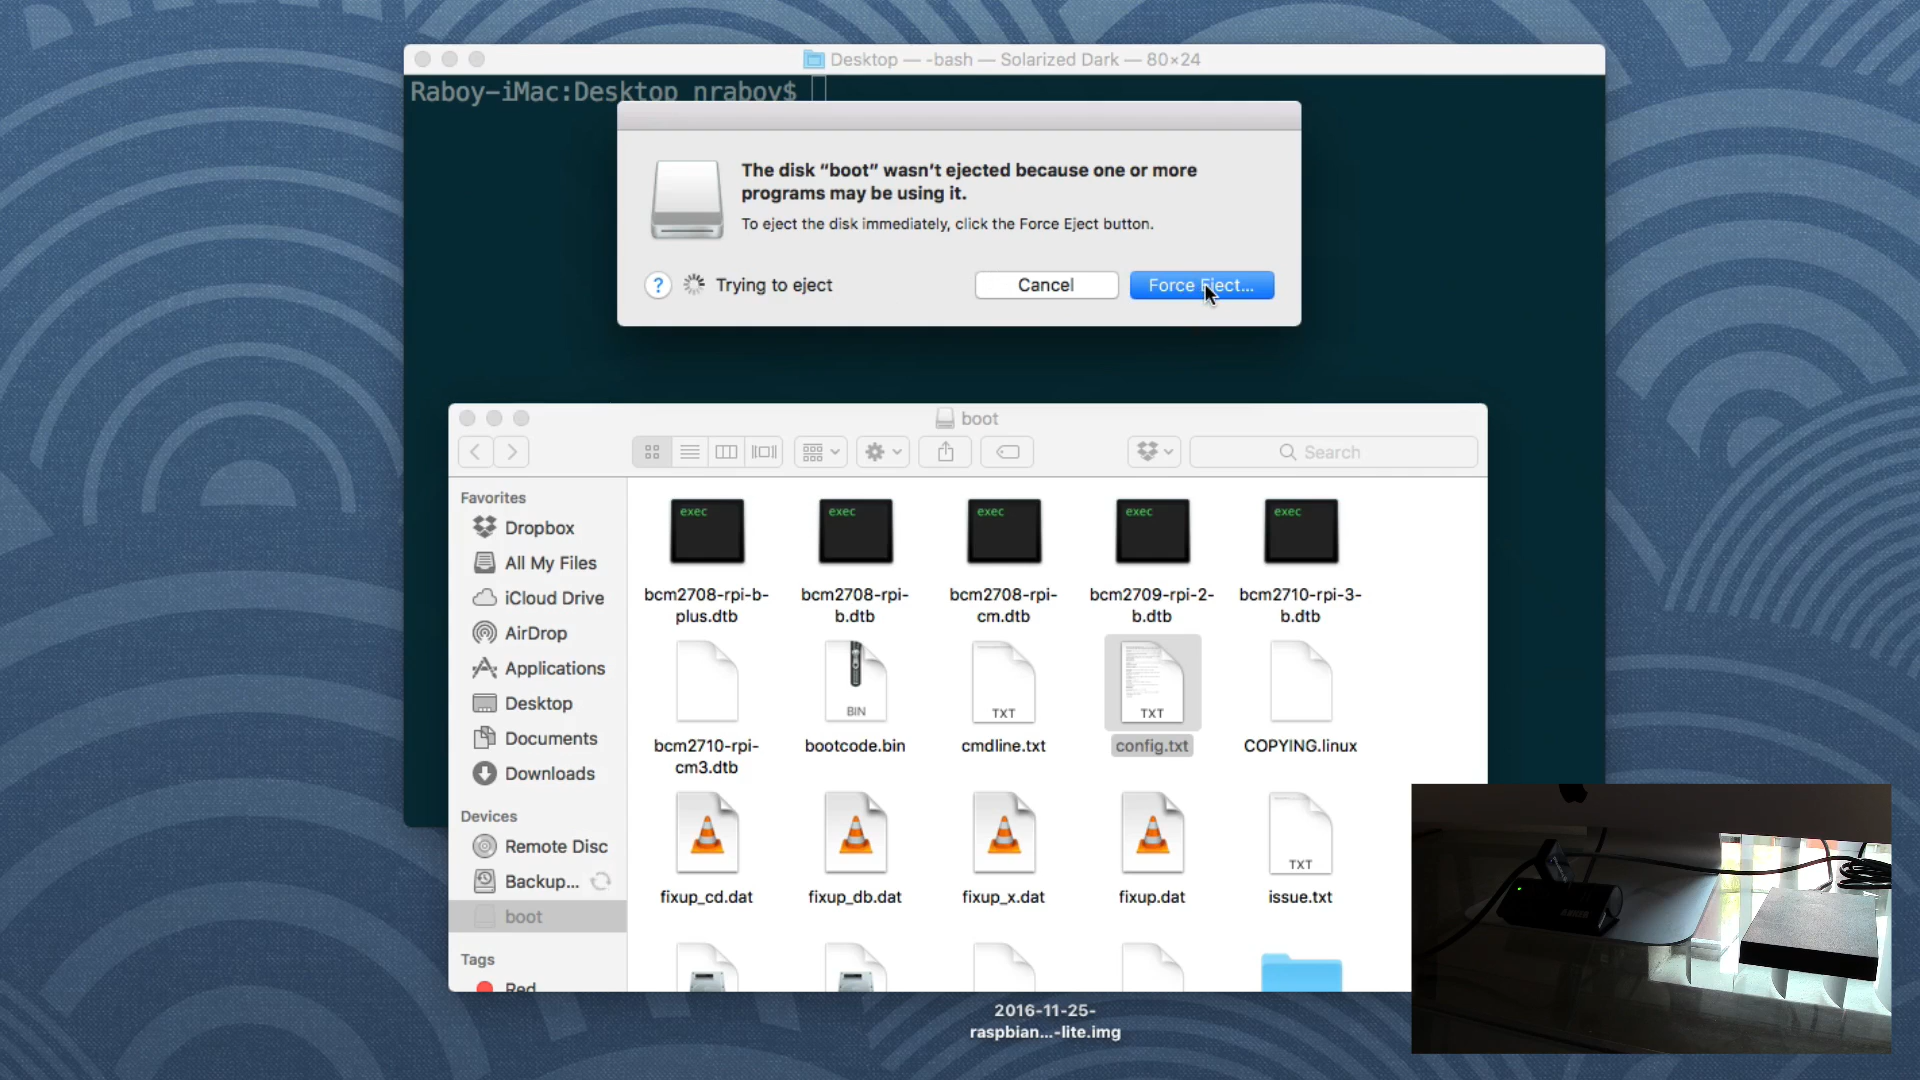 Desktop — -bash — Solarized Dark — 80×24
Raboy-iMac:Desktop nraboy$
The disk “boot” wasn’t ejected because one or more
programs may be using it.
To eject the disk immediately, click the Force Eject button.
?
Trying to eject
Cancel
Force Eject...
boot
Search
Favorites
Dropbox
All My Files
iCloud Drive
AirDrop
Applications
Desktop
Documents
Downloads
Devices
Remote Disc
Backup...
boot
Tags
Red
exec
exec
exec
exec
exec
bcm2708-rpi-b-
plus.dtb
bcm2708-rpi-
b.dtb
bcm2708-rpi-
cm.dtb
bcm2709-rpi-2-
b.dtb
bcm2710-rpi-3-
b.dtb
BIN
TXT
TXT
bcm2710-rpi-
cm3.dtb
bootcode.bin
cmdline.txt
config.txt
COPYING.linux
TXT
fixup_cd.dat
fixup_db.dat
fixup_x.dat
fixup.dat
issue.txt
2016-11-25-
raspbian...-lite.img
ANKER